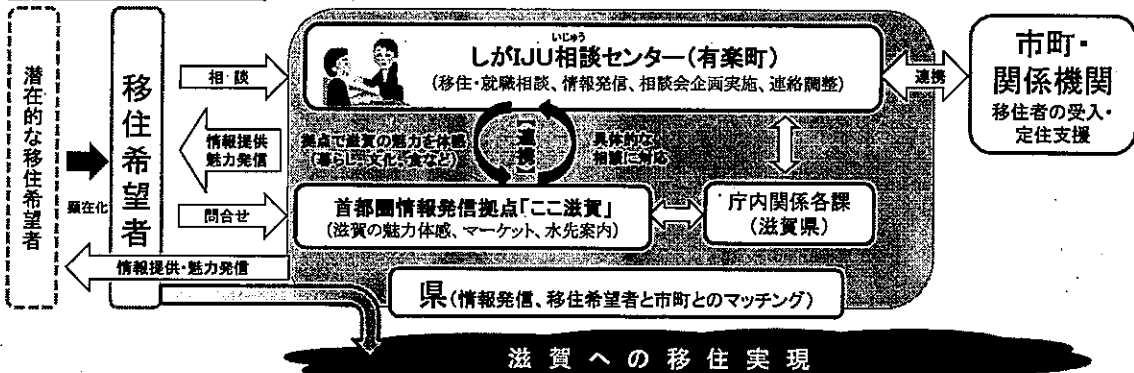 潜在的な移住希望者
顕在化
移住希望者
相談
情報提供
魅力発信
問合せ
情報提供・魅力発信
いじゅう
しがIJU相談センター(有楽町)
(移住・就職相談、情報発信、相談会企画実施、連絡調整)
拠点で滋賀の魅力を体感
(暮らし・文化・食など)
【連携】
具体的な
相談に対応
首都圏情報発信拠点「ここ滋賀」
(滋賀の魅力体感、マーケット、水先案内)
庁内関係各課
(滋賀県)
連携
市町・
関係機関
移住者の受入・
定住支援
県(情報発信、移住希望者と市町とのマッチング)
滋賀への移住実現